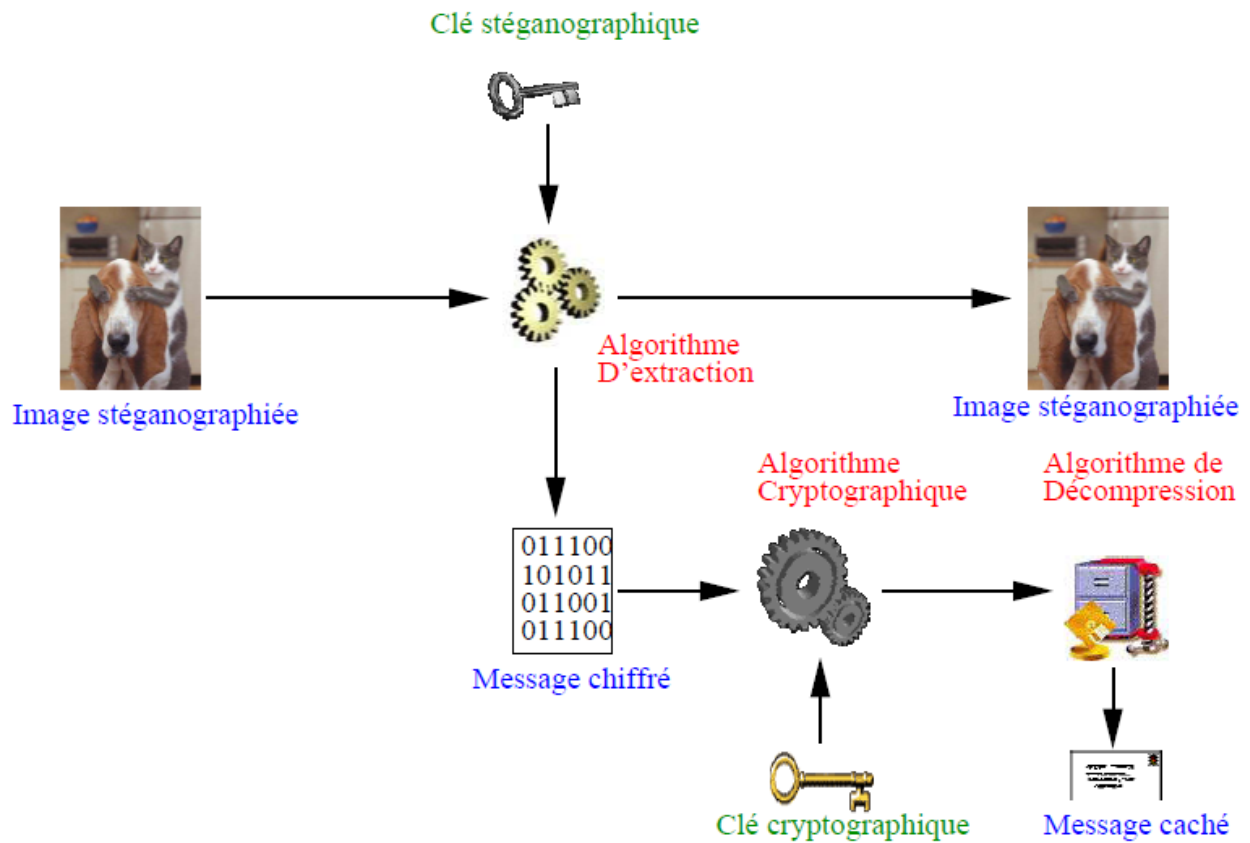 Clé stéganographique
Algorithme
D'extraction
Image stéganographiée
Image stéganographiée
Algorithme
Cryptographique
Algorithme de
Décompression
011100
101011
011001
011100
Message chiffré
Clé cryptographique
Message caché